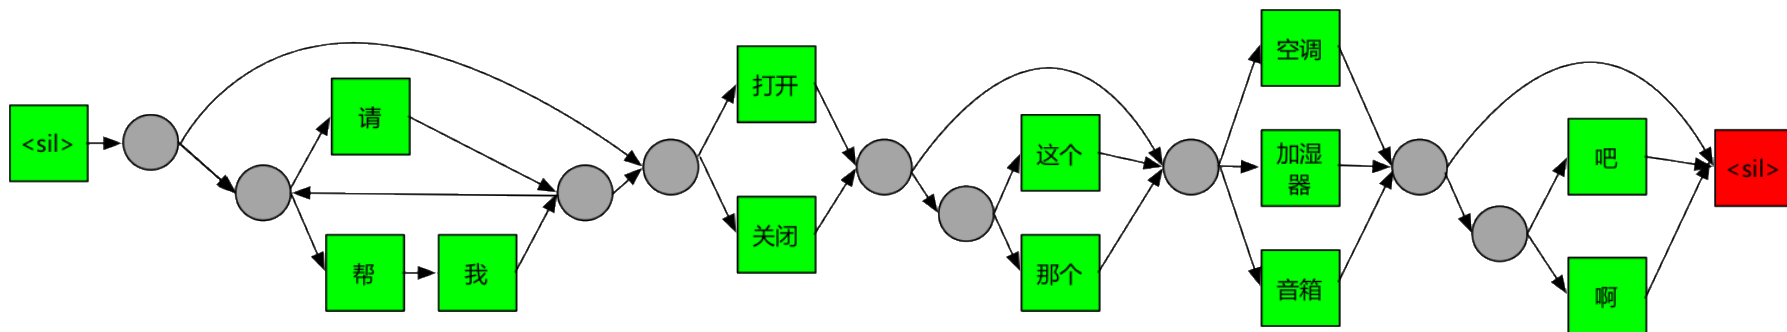 <sil>
请
帮
我
打开
关闭
这个
那个
空调
加湿
器
音箱
吧
啊
<sil>